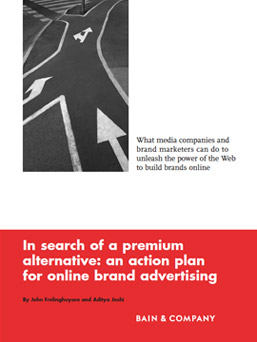 What media companies and
brand marketers can do to
unleash the power of the Web
to build brands online
In search of a premium
alternative: an action plan
for online brand advertising
By John Frelinghuysen and Aditya Joshi
BAIN & COMPANY